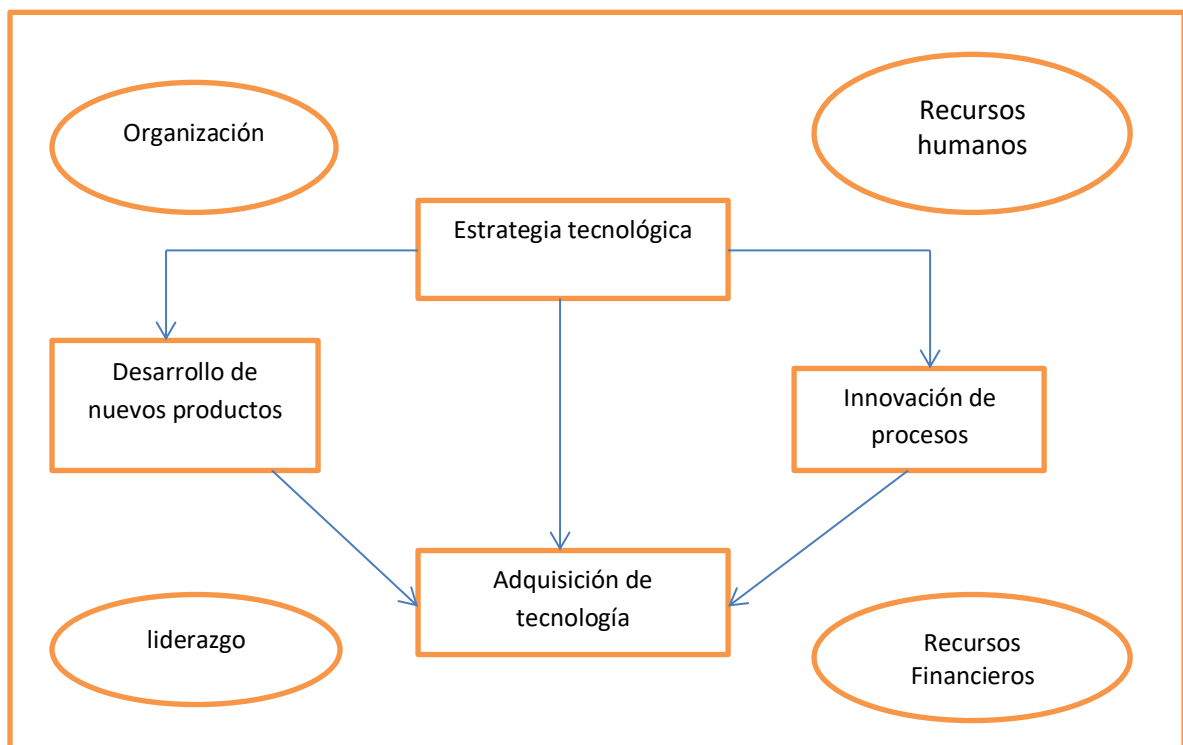 Organización
Recursos
humanos
Estrategia tecnológica
Desarrollo de
nuevos productos
Innovación de
procesos
Adquisición de
tecnología
liderazgo
Recursos
Financieros